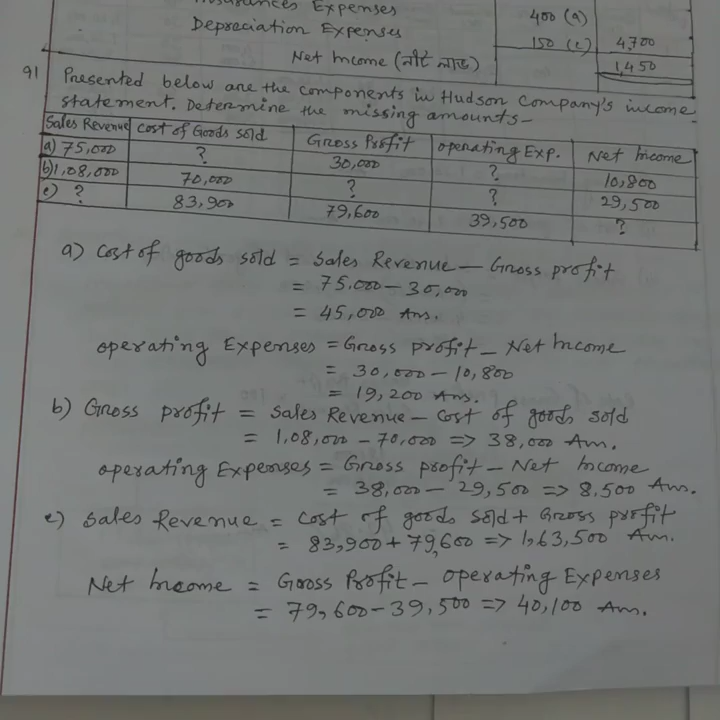 Insurances Expenses
400 (a)
Depreciation Expenses
150 (c) 4,700
Net Income (नीट लाभ) 1,450
91 Presented below are the components in Hudson Company's income
statement. Determine the missing amounts-
Sales Revenue Cost of Goods sold Gross Profit Operating Exp. Net Income
a) 75,000 ? 30,000 ? 10,800
b) 1,08,000 70,000 ? ? 29,500
c) ? 83,900 79,600 39,500 ?
a) Cost of goods sold = Sales Revenue - Gross profit
= 75,000 - 30,000
= 45,000 Ans.
Operating Expenses = Gross profit - Net Income
= 30,000 - 10,800
= 19,200 Ans.
b) Gross profit = Sales Revenue - Cost of goods sold
= 1,08,000 - 70,000 => 38,000 Ans.
Operating Expenses = Gross profit - Net Income
= 38,000 - 29,500 => 8,500 Ans.
c) Sales Revenue = Cost of goods sold + Gross profit
= 83,900 + 79,600 => 1,63,500 Ans.
Net Income = Gross Profit - Operating Expenses
= 79,600 - 39,500 => 40,100 Ans.